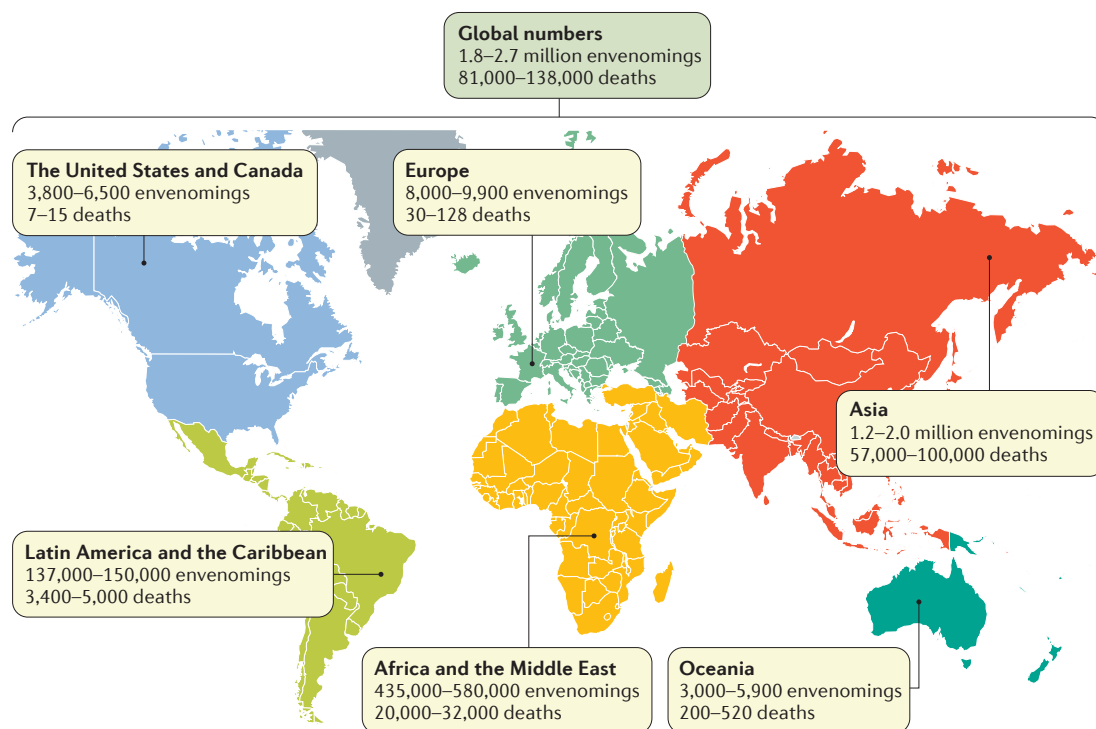 Global numbers
1.8–2.7 million envenomings
81,000–138,000 deaths
The United States and Canada
3,800–6,500 envenomings
7–15 deaths
Europe
8,000–9,900 envenomings
30–128 deaths
Asia
1.2–2.0 million envenomings
57,000–100,000 deaths
Latin America and the Caribbean
137,000–150,000 envenomings
3,400–5,000 deaths
Africa and the Middle East
435,000–580,000 envenomings
20,000–32,000 deaths
Oceania
3,000–5,900 envenomings
200–520 deaths